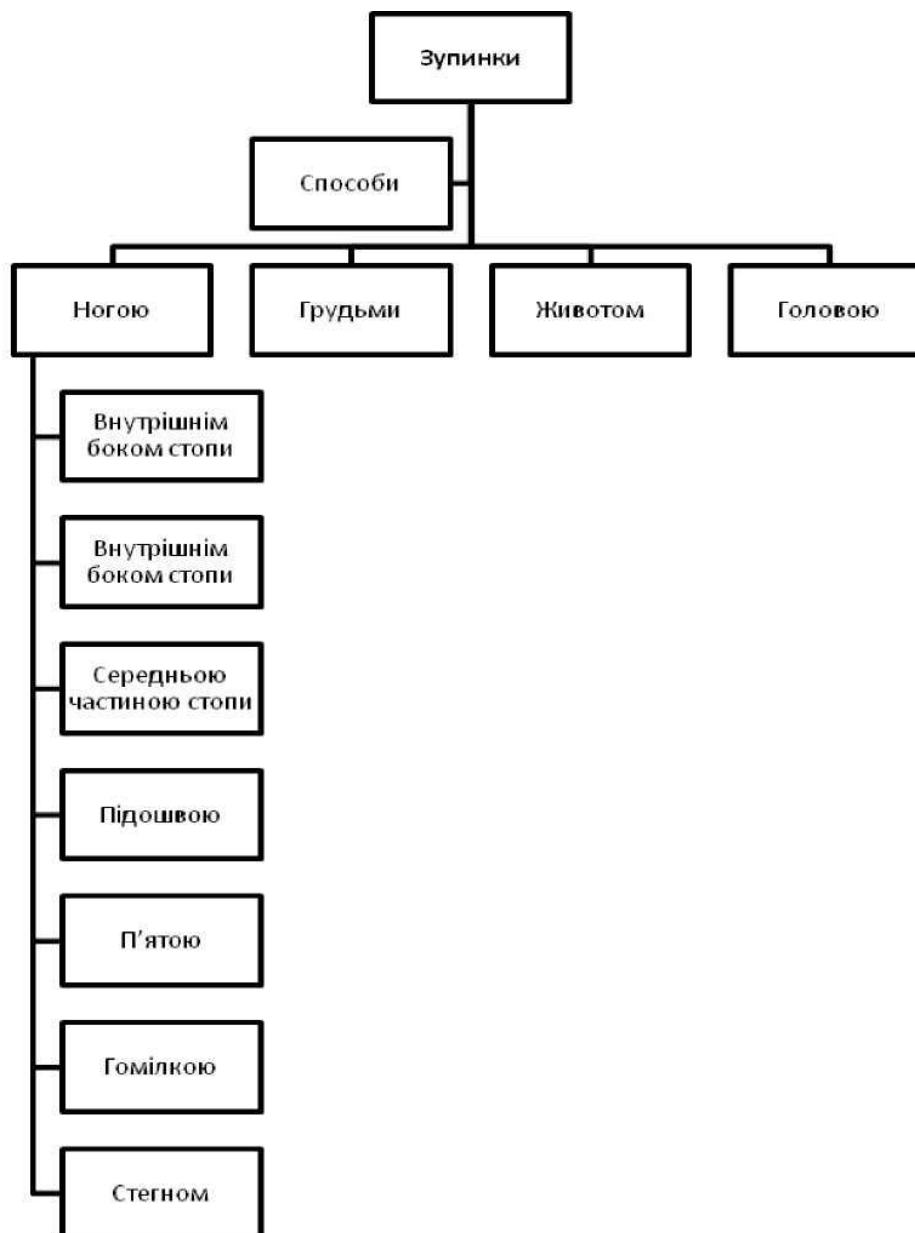 Зупинки
Способи
Ногою
Грудьми
Животом
Головою
Внутрішнім
боком стопи
Внутрішнім
боком стопи
Середньою
частиною стопи
Підошвою
П’ятою
Гомілкою
Стегном